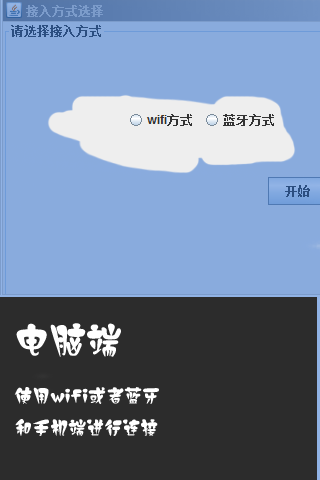 接入方式选择
请选择接入方式
wifi方式 蓝牙方式
开始
电脑端
使用wifi或者蓝牙
和手机端进行连接